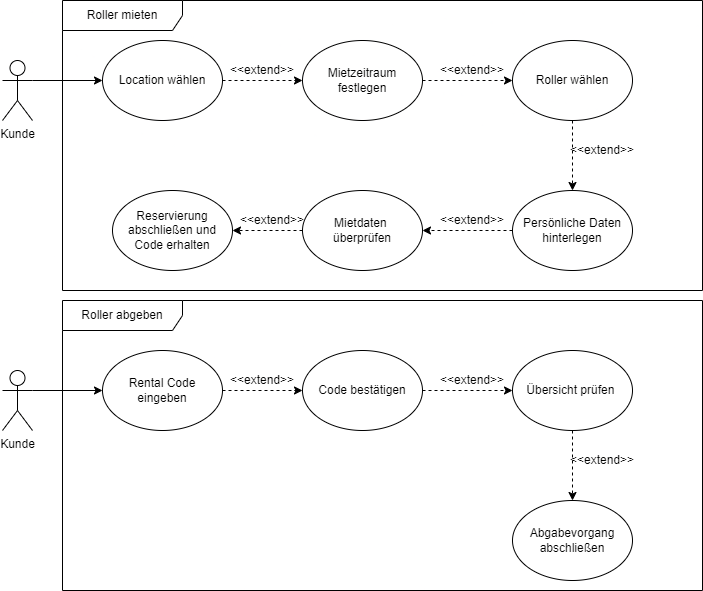 Roller mieten
Location wählen
<<extend>>
Mietzeitraum
festlegen
<<extend>>
Roller wählen
Kunde
<<extend>>
Reservierung
abschließen und
Code erhalten
<<extend>>
Mietdaten
überprüfen
<<extend>>
Persönliche Daten
hinterlegen
Roller abgeben
Rental Code
eingeben
<<extend>>
Code bestätigen
<<extend>>
Übersicht prüfen
Kunde
<<extend>>
Abgabevorgang
abschließen